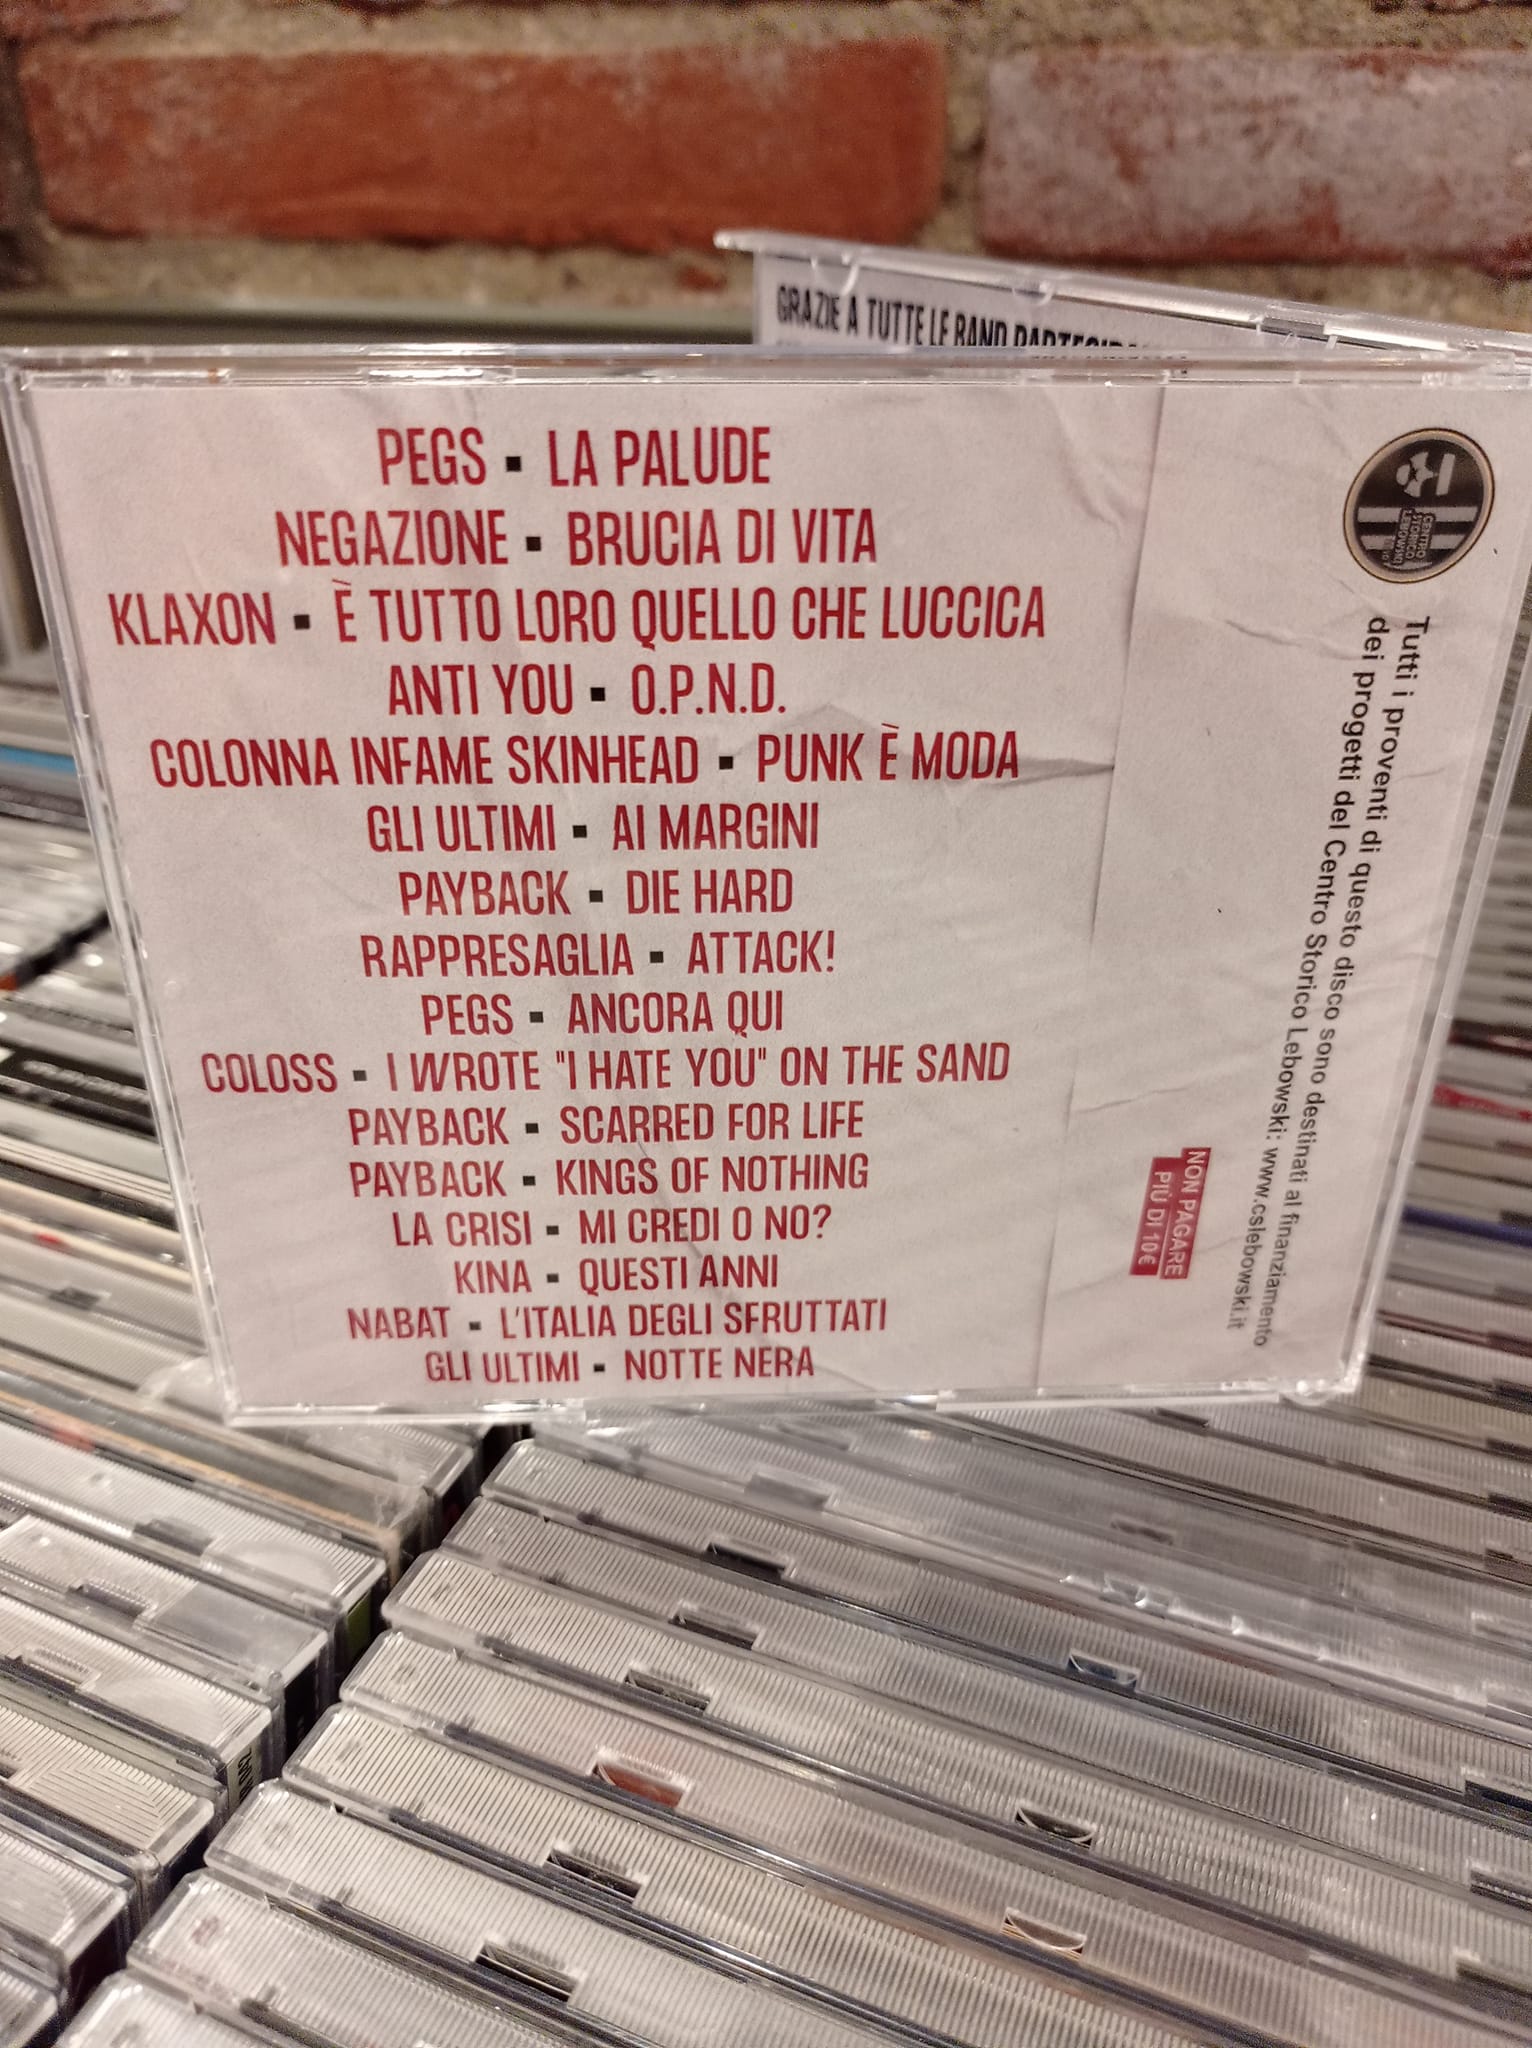 GRAZIE A TUTTE LE BAND
PEGS ▪ LA PALUDE
NEGAZIONE ▪ BRUCIA DI VITA
KLAXON ▪ È TUTTO LORO QUELLO CHE LUCCICA
ANTI YOU ▪ O.P.N.D.
COLONNA INFAME SKINHEAD ▪ PUNK È MODA
GLI ULTIMI ▪ AI MARGINI
PAYBACK ▪ DIE HARD
RAPPRESAGLIA ▪ ATTACK!
PEGS ▪ ANCORA QUI
COLOSS ▪ I WROTE "I HATE YOU" ON THE SAND
PAYBACK ▪ SCARRED FOR LIFE
PAYBACK ▪ KINGS OF NOTHING
LA CRISI ▪ MI CREDI O NO?
KINA ▪ QUESTI ANNI
NABAT ▪ L'ITALIA DEGLI SFRUTTATI
GLI ULTIMI ▪ NOTTE NERA
CENTRO
STORICO
LEBOWSKI
Tutti i proventi di questo disco sono destinati al finanziamento
dei progetti del Centro Storico Lebowski: www.cslebowski.it
NON PAGARE
PIÙ DI 10€